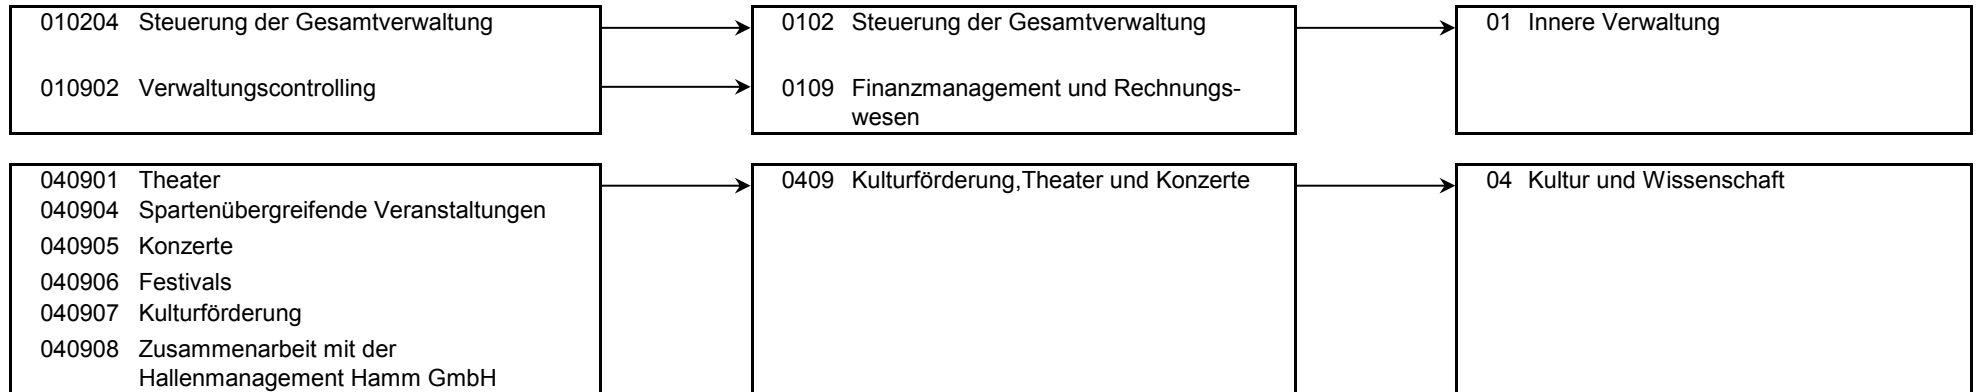 010204 Steuerung der Gesamtverwaltung 0102 Steuerung der Gesamtverwaltung 01 Innere Verwaltung
010902 Verwaltungscontrolling 0109 Finanzmanagement und Rechnungs-
wesen
040901 Theater 0409 Kulturförderung,Theater und Konzerte 04 Kultur und Wissenschaft
040904 Spartenübergreifende Veranstaltungen
040905 Konzerte
040906 Festivals
040907 Kulturförderung
040908 Zusammenarbeit mit der
Hallenmanagement Hamm GmbH